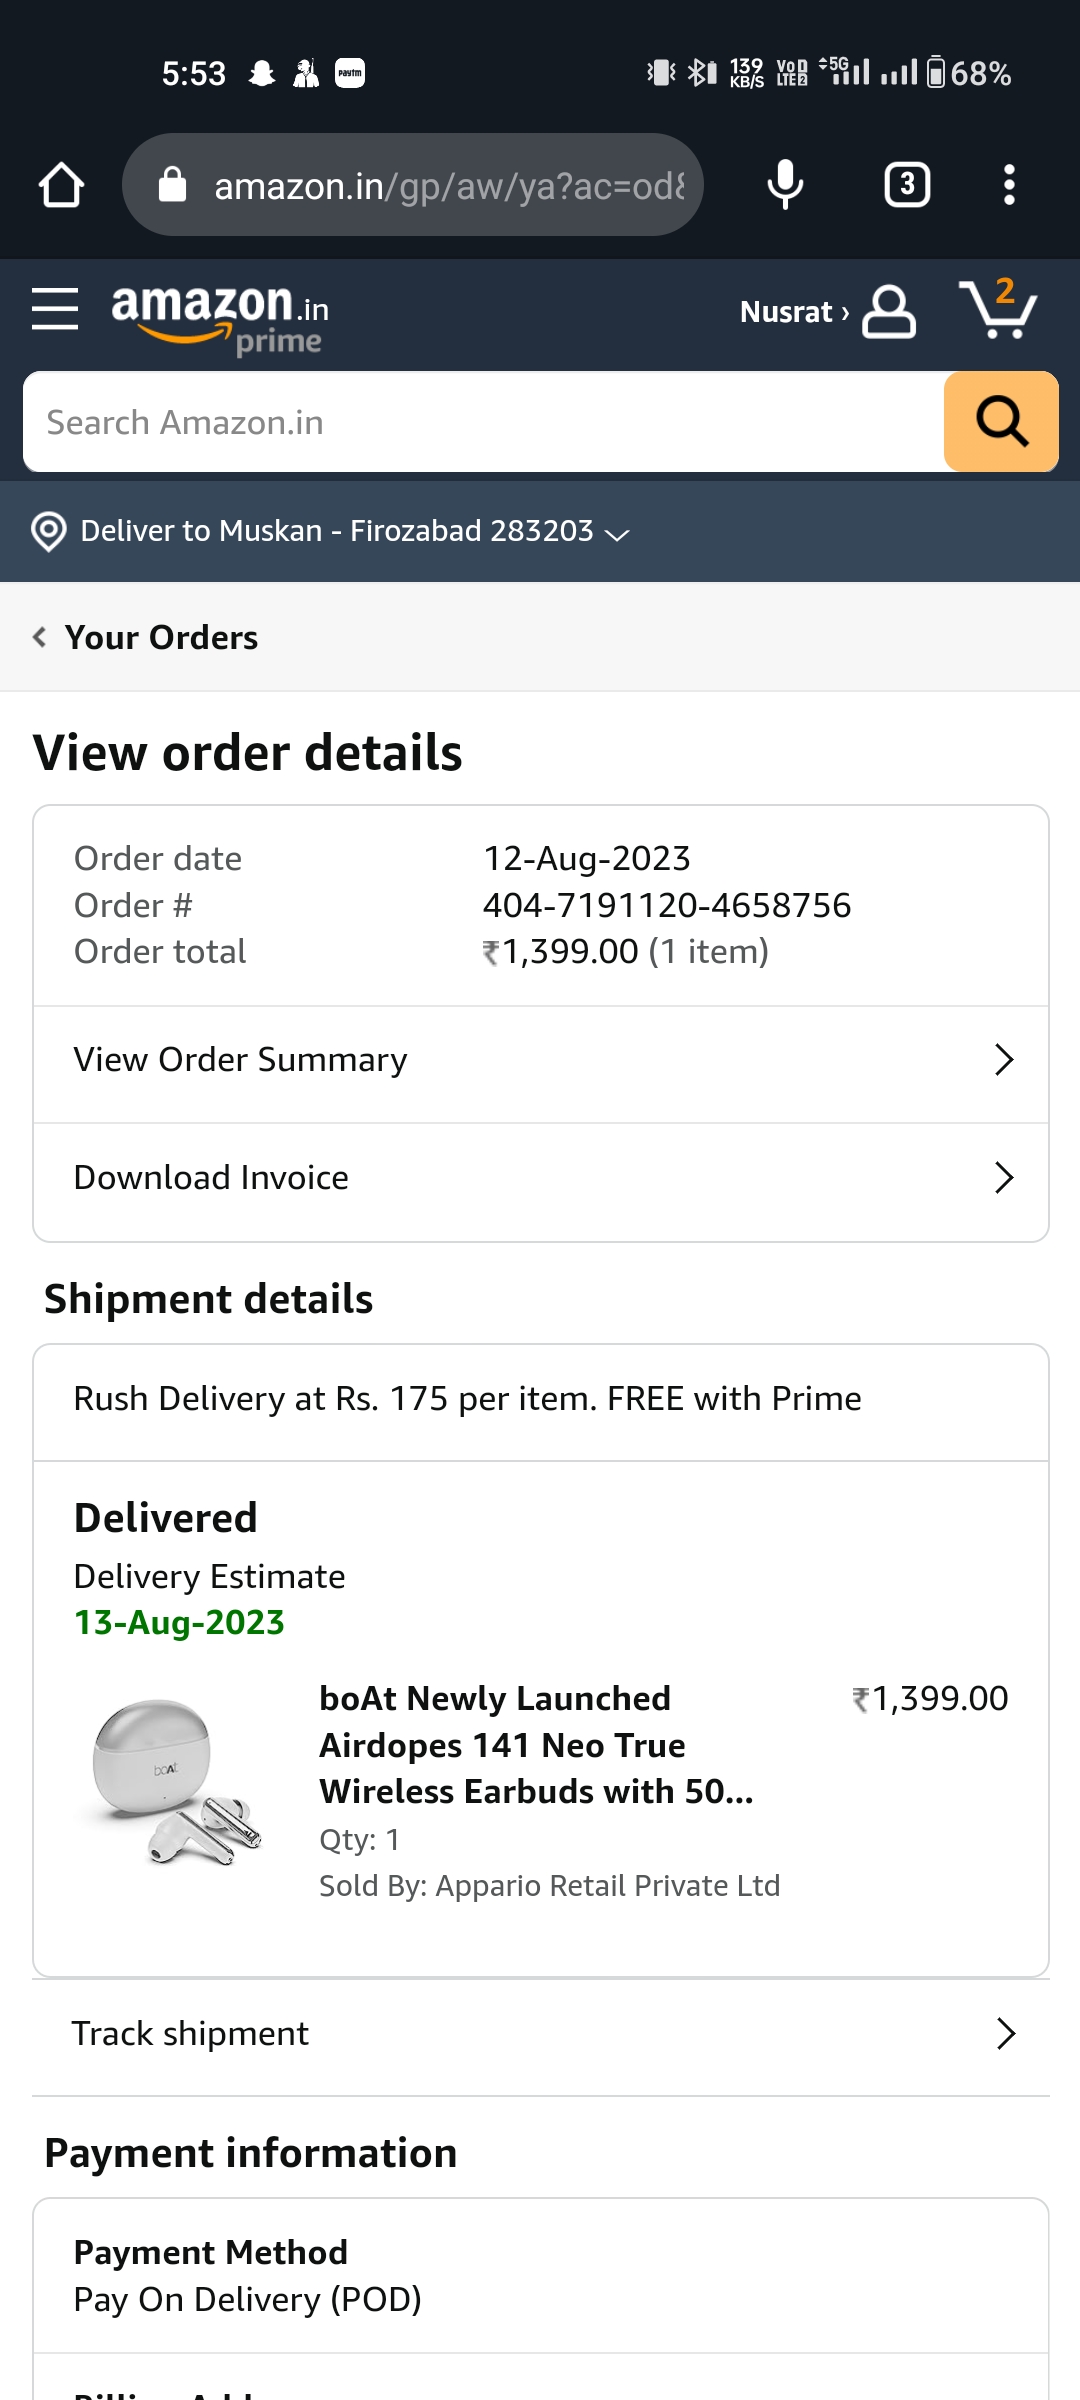 5:53
paytm
139 KB/S
VoD LTE2
5G
68%
amazon.in/gp/aw/ya?ac=od
3
amazon.in
prime
Nusrat ›
2
Search Amazon.in
Deliver to Muskan - Firozabad 283203
Your Orders
View order details
Order date 12-Aug-2023
Order # 404-7191120-4658756
Order total ₹1,399.00 (1 item)
View Order Summary
Download Invoice
Shipment details
Rush Delivery at Rs. 175 per item. FREE with Prime
Delivered
Delivery Estimate
13-Aug-2023
boAt
boAt Newly Launched ₹1,399.00
Airdopes 141 Neo True
Wireless Earbuds with 50...
Qty: 1
Sold By: Appario Retail Private Ltd
Track shipment
Payment information
Payment Method
Pay On Delivery (POD)